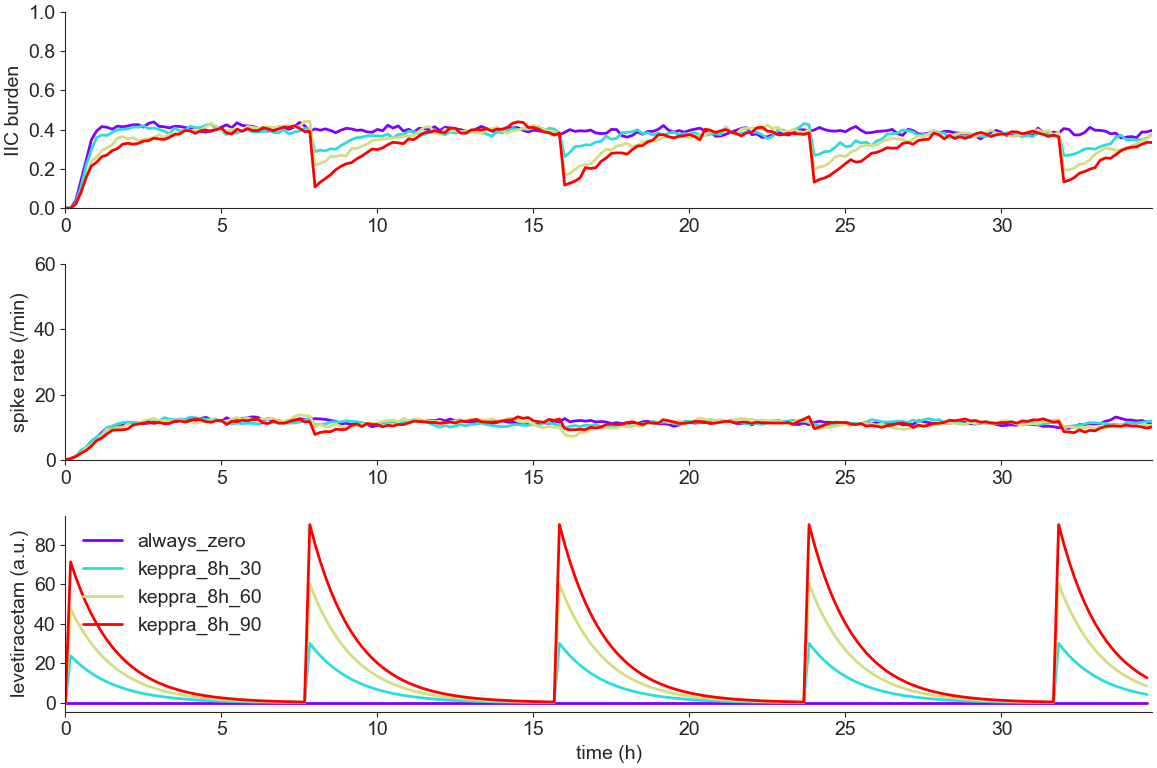 1.0
0.8
0.6
0.4
0.2
0.0
IIC burden
0 5 10 15 20 25 30
60
40
20
0
spike rate (/min)
0 5 10 15 20 25 30
80
60
40
20
0
levetiracetam (a.u.)
always_zero
keppra_8h_30
keppra_8h_60
keppra_8h_90
0 5 10 15 20 25 30
time (h)